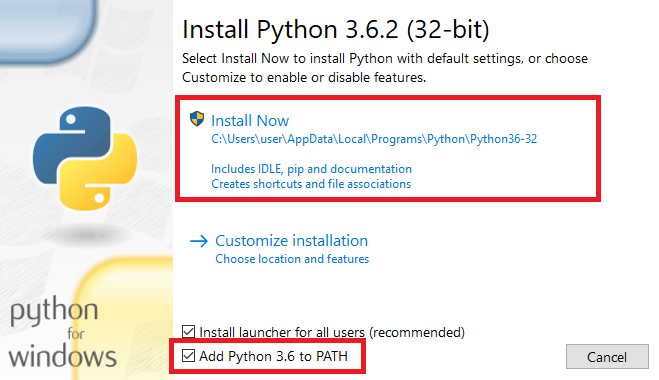 Install Python 3.6.2 (32-bit)
Select Install Now to install Python with default settings, or choose
Customize to enable or disable features.
Install Now
C:\Users\user\AppData\Local\Programs\Python\Python36-32
Includes IDLE, pip and documentation
Creates shortcuts and file associations
Customize installation
Choose location and features
Install launcher for all users (recommended)
Add Python 3.6 to PATH
Cancel
python
for
windows